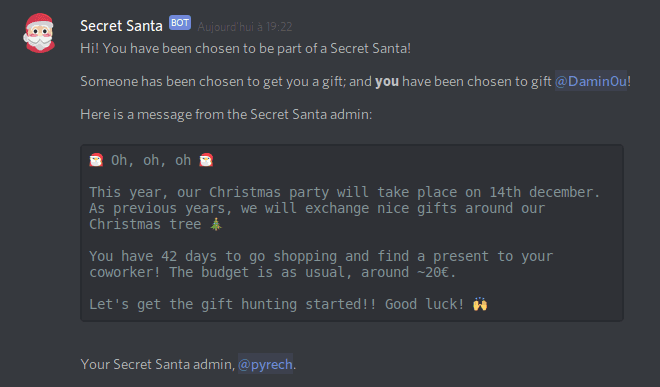 Secret Santa BOT Aujourd'hui à 19:22
Hi! You have been chosen to be part of a Secret Santa!
Someone has been chosen to get you a gift; and you have been chosen to gift @Damin0u!
Here is a message from the Secret Santa admin:
🎅 Oh, oh, oh 🎅
This year, our Christmas party will take place on 14th december.
As previous years, we will exchange nice gifts around our
Christmas tree 🎄
You have 42 days to go shopping and find a present to your
coworker! The budget is as usual, around ~20€.
Let's get the gift hunting started!! Good luck! 🙌
Your Secret Santa admin, @pyrech.